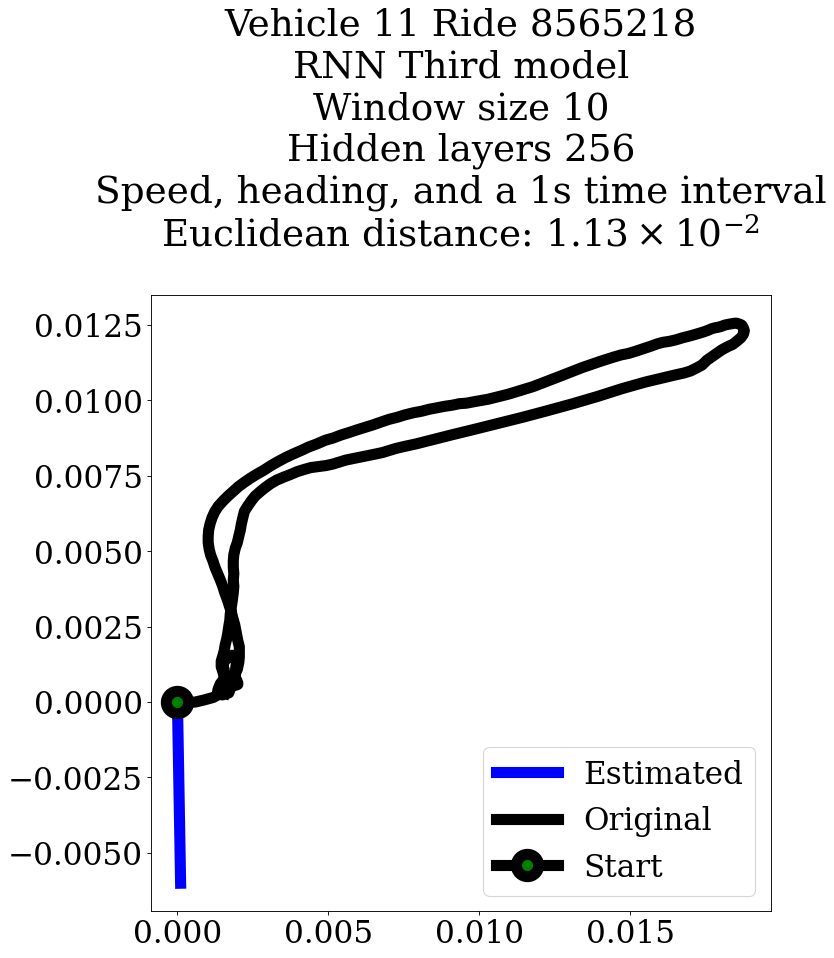 Vehicle 11 Ride 8565218
RNN Third model
Window size 10
Hidden layers 256
Speed, heading, and a 1s time interval
Euclidean distance: 1.13 × 10⁻²
0.0125
0.0100
0.0075
0.0050
0.0025
0.0000
−0.0025
−0.0050
Estimated
Original
Start
0.000 0.005 0.010 0.015